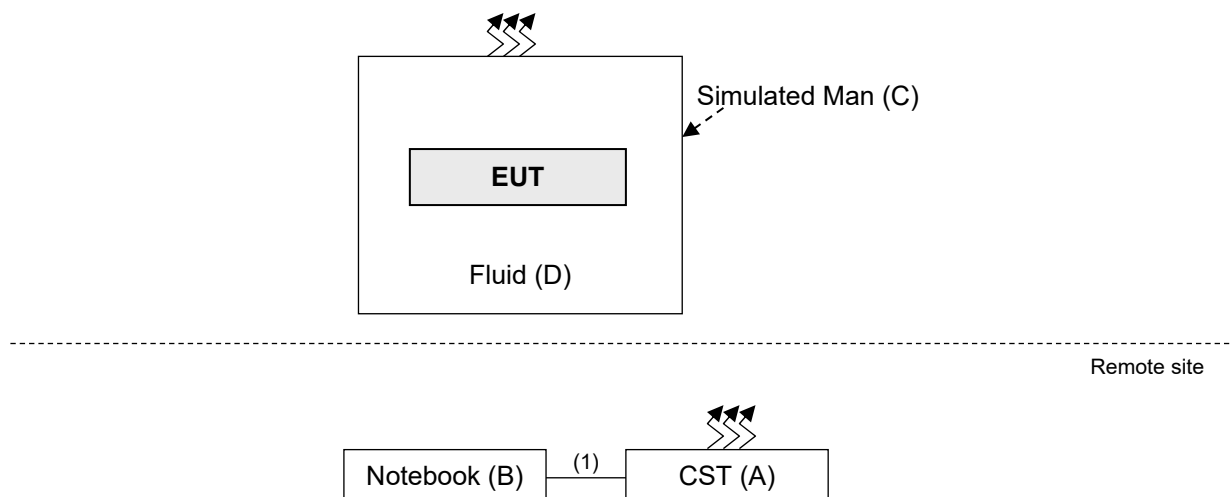 Simulated Man (C)
EUT
Fluid (D)
Remote site
Notebook (B)
(1)
CST (A)